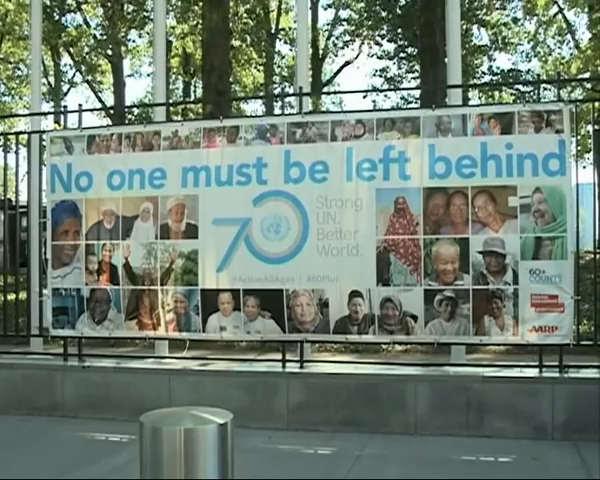 No one must be left behind
70
Strong
UN.
Better
World.
#ActionAllAges | #60Plus
60+
COUNTS
AARP